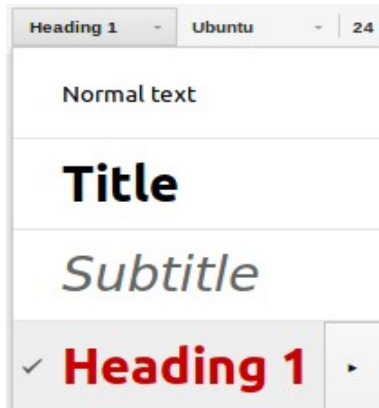 Heading 1 Ubuntu 24
Normal text
Title
Subtitle
Heading 1